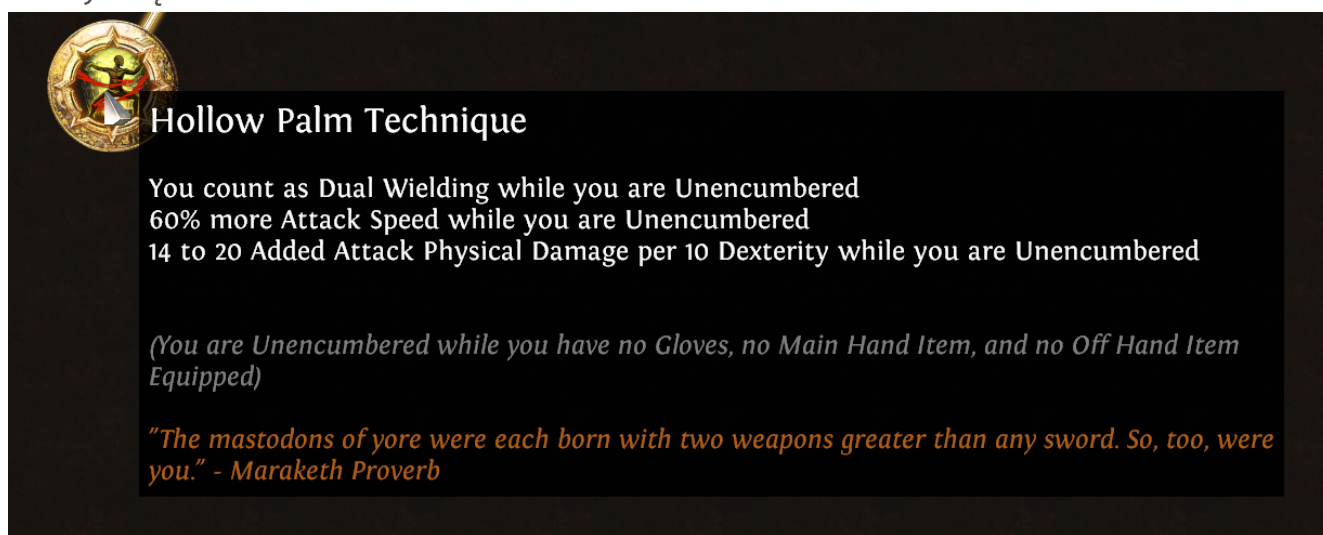 Hollow Palm Technique
You count as Dual Wielding while you are Unencumbered
60% more Attack Speed while you are Unencumbered
14 to 20 Added Attack Physical Damage per 10 Dexterity while you are Unencumbered
(You are Unencumbered while you have no Gloves, no Main Hand Item, and no Off Hand Item
Equipped)
"The mastodons of yore were each born with two weapons greater than any sword. So, too, were
you." - Maraketh Proverb